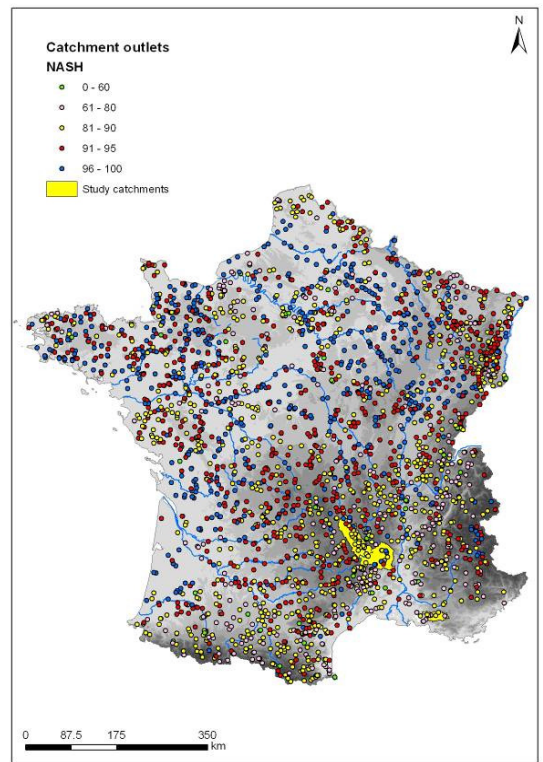 N
Catchment outlets
NASH
0 - 60
61 - 80
81 - 90
91 - 95
96 - 100
Study catchments
0 87.5 175 350
km